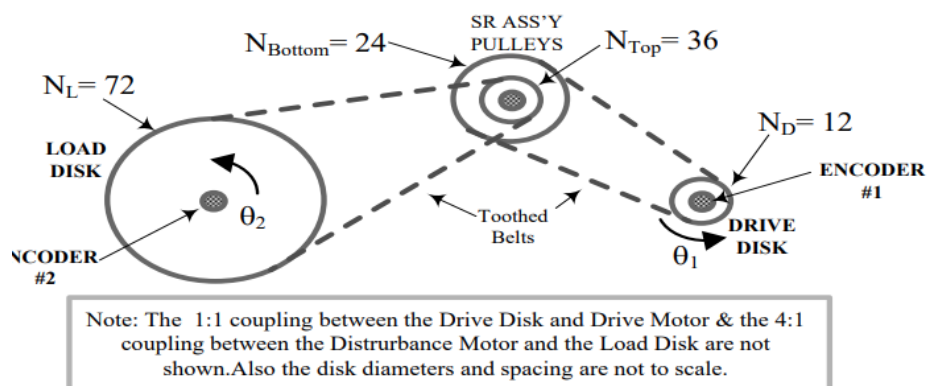 SR ASS'Y
PULLEYS
N_Bottom= 24
N_Top= 36
N_L= 72
N_D= 12
LOAD
DISK
ENCODER
#1
θ2
Toothed
Belts
DRIVE
DISK
θ1
NCODER
#2
Note: The 1:1 coupling between the Drive Disk and Drive Motor & the 4:1
coupling between the Distrurbance Motor and the Load Disk are not
shown.Also the disk diameters and spacing are not to scale.